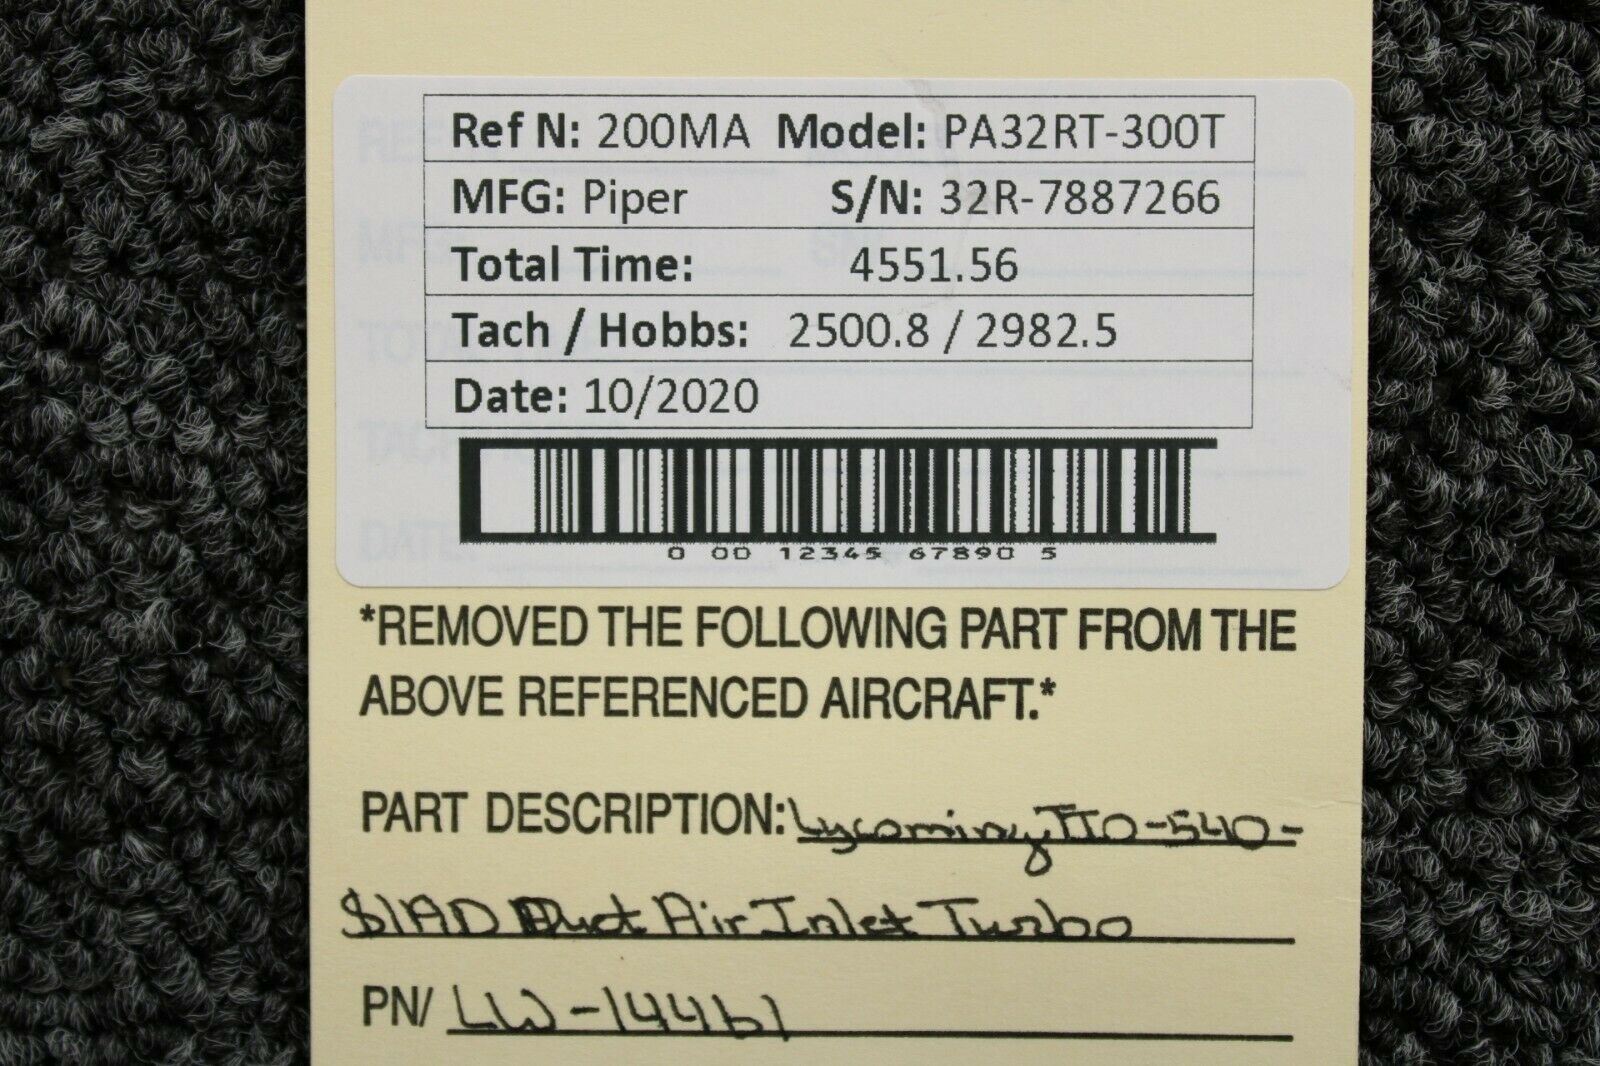 Ref N: 200MA Model: PA32RT-300T
MFG: Piper S/N: 32R-7887266
Total Time: 4551.56
Tach / Hobbs: 2500.8 / 2982.5
Date: 10/2020
0 00 12345 67890 5
*REMOVED THE FOLLOWING PART FROM THE
ABOVE REFERENCED AIRCRAFT.*
PART DESCRIPTION: Lycoming TIO-540-
S1AD Duct Air Inlet Turbo
PN/ LW-14461